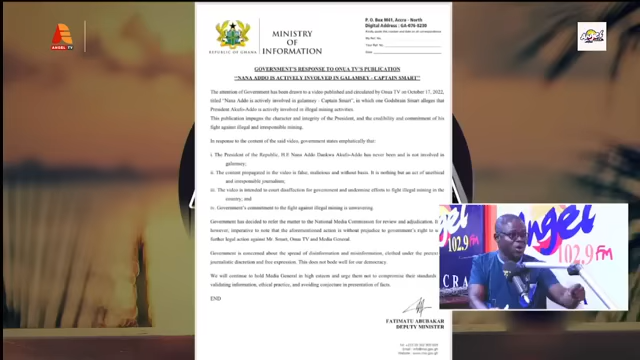 ANGEL TV
REPUBLIC OF GHANA
MINISTRY
OF
INFORMATION
P. O. Box M41, Accra - North
Digital Address: GA-076-6239
GOVERNMENT'S RESPONSE TO ONUA TV'S PUBLICATION
"NANA ADDO IS ACTIVELY INVOLVED IN GALAMSEY - CAPTAIN SMART"
The attention of Government has been drawn to a video published and circulated by Onua TV on October 17, 2022,
titled "Nana Addo is actively involved in galamsey - Captain Smart", in which one Godsbrain Smart alleges that
President Akufo-Addo is actively involved in illegal mining activities.
This publication impugns the character and integrity of the President, and the credibility and commitment of his
fight against illegal and irresponsible mining.
In response to the content of the said video, government states emphatically that:
i. The President of the Republic, H.E Nana Addo Dankwa Akufo-Addo has never been and is not involved in
galamsey;
ii. The content propagated in the video is false, malicious and without basis. It is nothing but an act of unethical
and irresponsible journalism;
iii. The video is intended to court disaffection for government and undermine efforts to fight illegal mining in the
country, and
iv. Government's commitment to the fight against illegal mining is unwavering.
Government has decided to refer the matter to the National Media Commission for review and adjudication. It
however, imperative to note that the aforementioned action is without prejudice to government's right to
further legal action against Mr. Smart, Onua TV and Media General.
Government is concerned about the spread of disinformation and misinformation, clothed under the
journalistic discretion and free expression. This does not bode well for our democracy.
We will continue to hold Media General in high esteem and urge them not to compromise their standards
validating information, ethical practice, and avoiding conjecture in presentation of facts.
END
FATIMATU ABUBAKAR
DEPUTY MINISTER
Angel
102.9 FM
Angel
102.9 FM
CRA